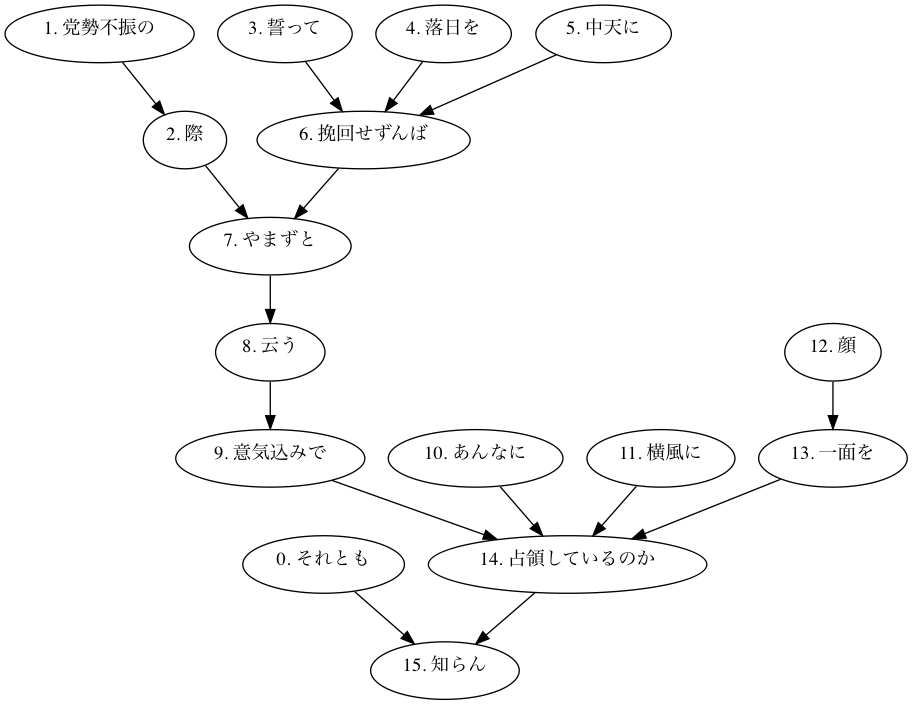 1. 党勢不振の
3. 誓って
4. 落日を
5. 中天に
2. 際
6. 挽回せずんば
7. やまずと
8. 云う
12. 顔
9. 意気込みで
10. あんなに
11. 横風に
13. 一面を
0. それとも
14. 占領しているのか
15. 知らん